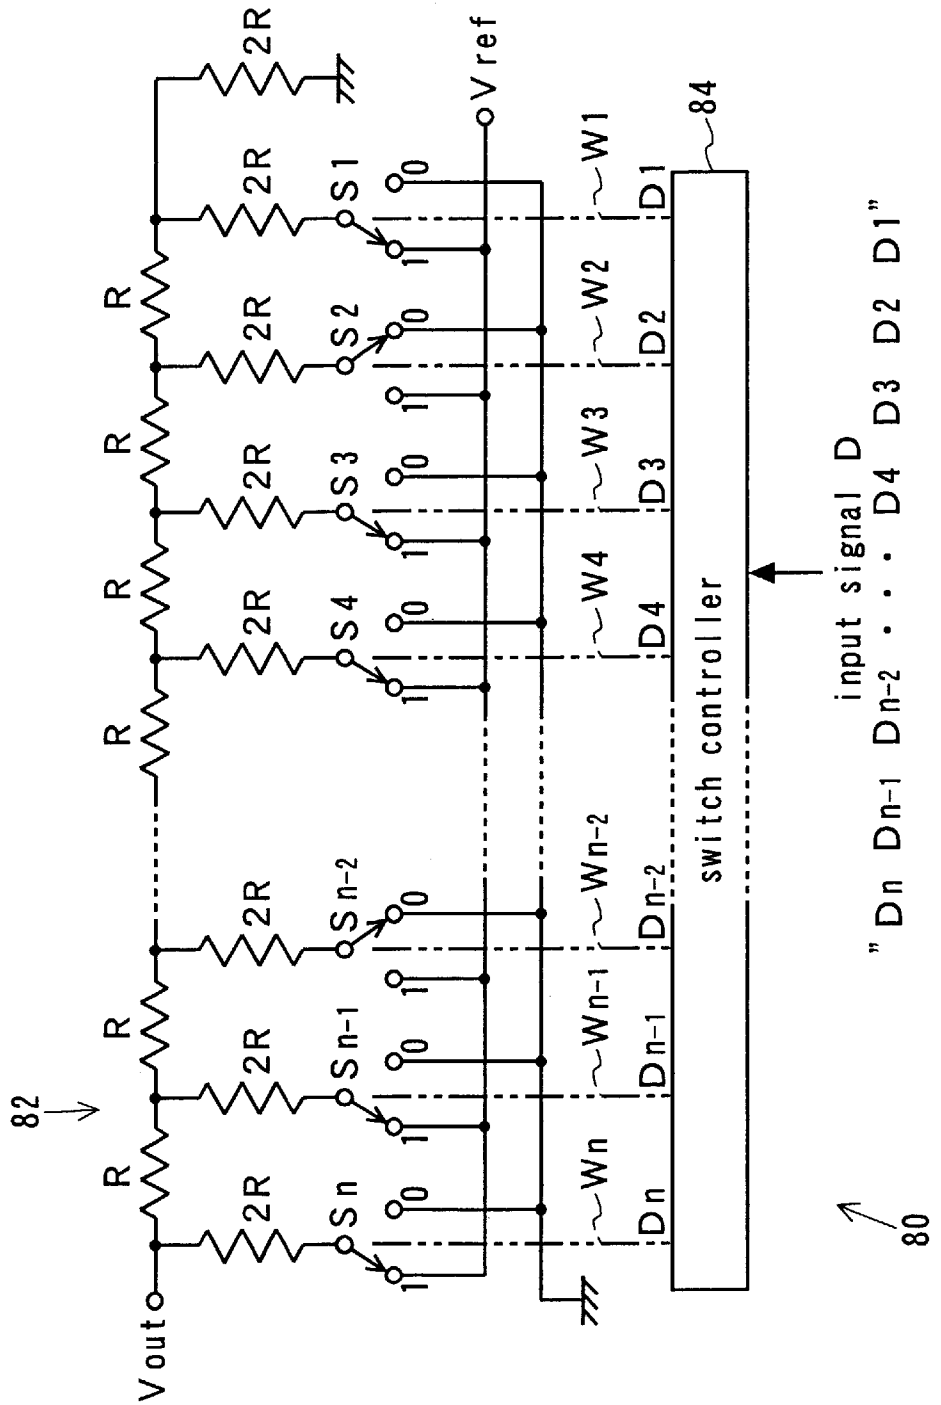 82
R R R R R R
Vout
2R 2R 2R 2R 2R 2R 2R 2R
Sn Sn-1 Sn-2 S4 S3 S2 S1
1 0 1 0 1 0 1 0 1 0 1 0 1 0
Vref
Wn Wn-1 Wn-2 W4 W3 W2 W1
Dn Dn-1 Dn-2 D4 D3 D2 D1
switch controller
84
input signal D
"Dn Dn-1 Dn-2 · · · · D4 D3 D2 D1"
80